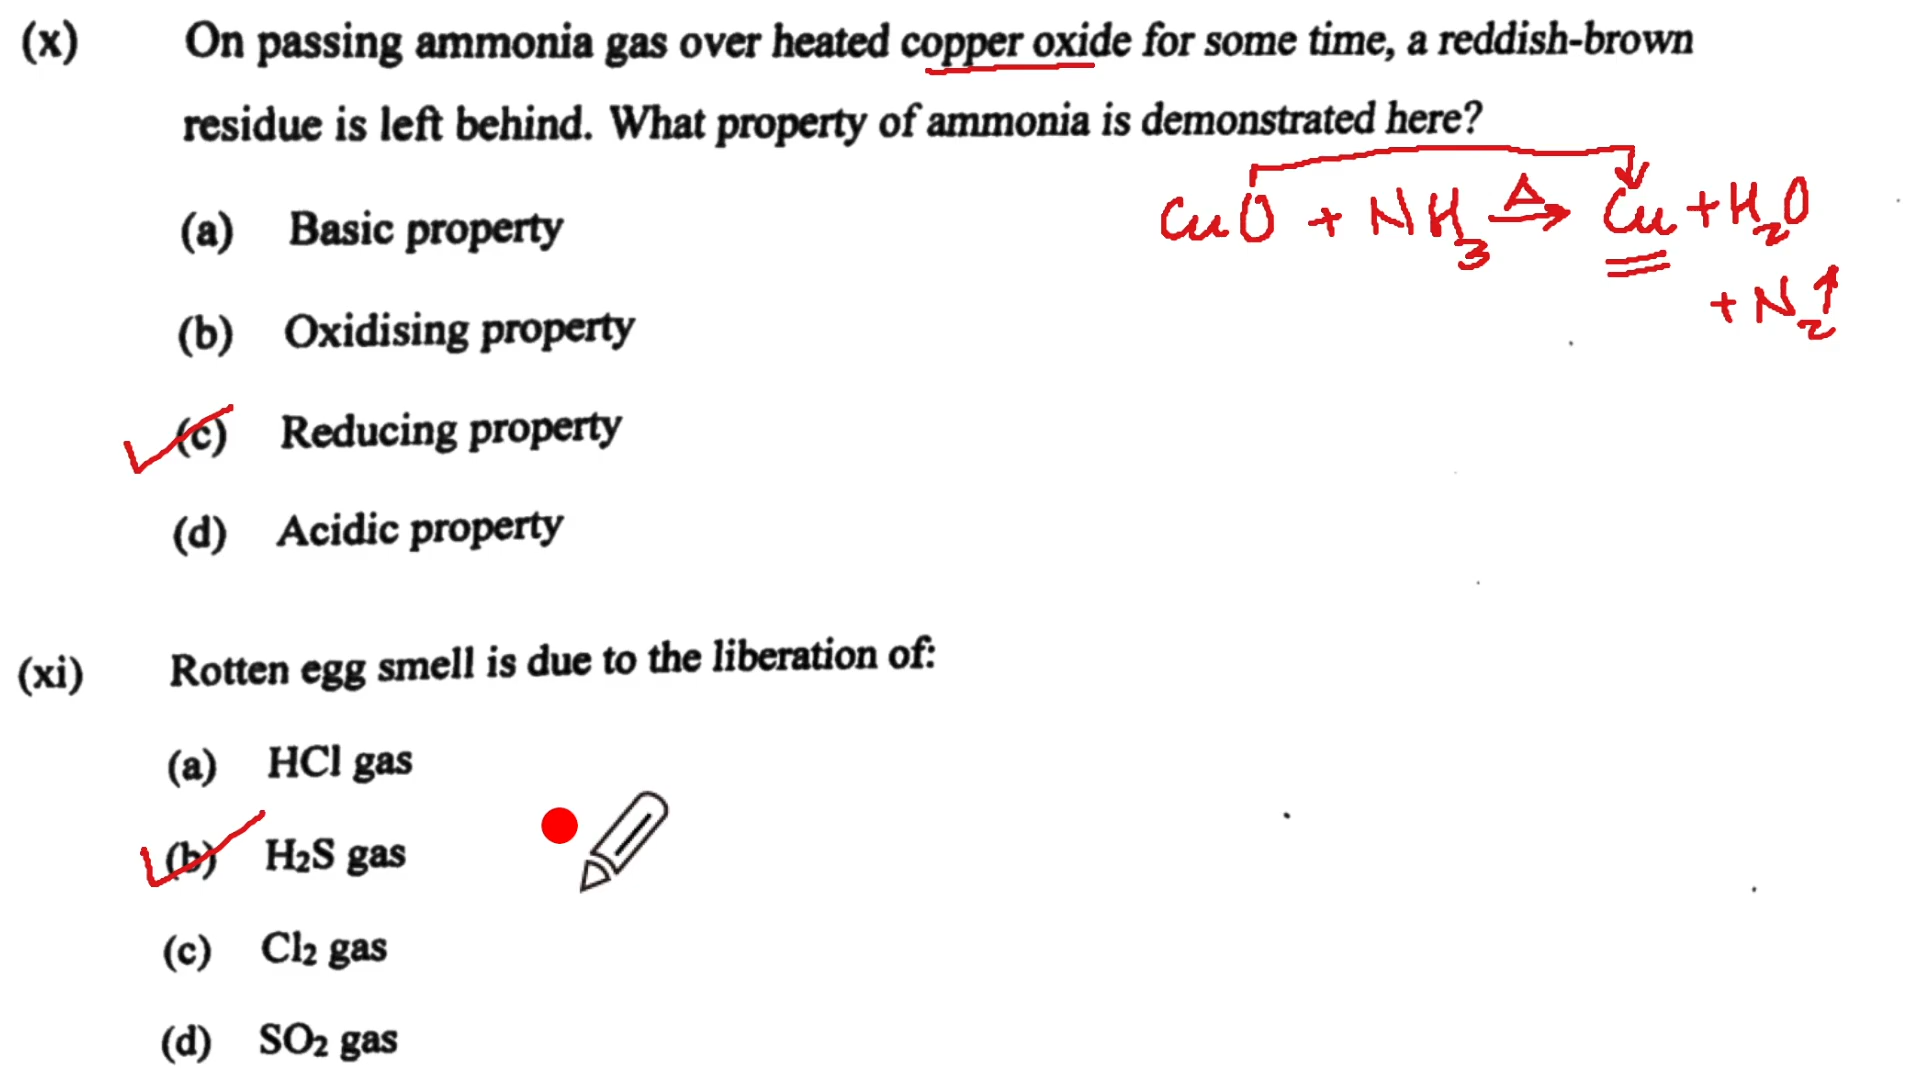 (x) On passing ammonia gas over heated copper oxide for some time, a reddish-brown
residue is left behind. What property of ammonia is demonstrated here?
CuO + NH3 Δ→ Cu + H2O
+ N2↑
(a) Basic property
(b) Oxidising property
(c) Reducing property
(d) Acidic property
(xi) Rotten egg smell is due to the liberation of:
(a) HCl gas
(b) H2S gas
(c) Cl2 gas
(d) SO2 gas